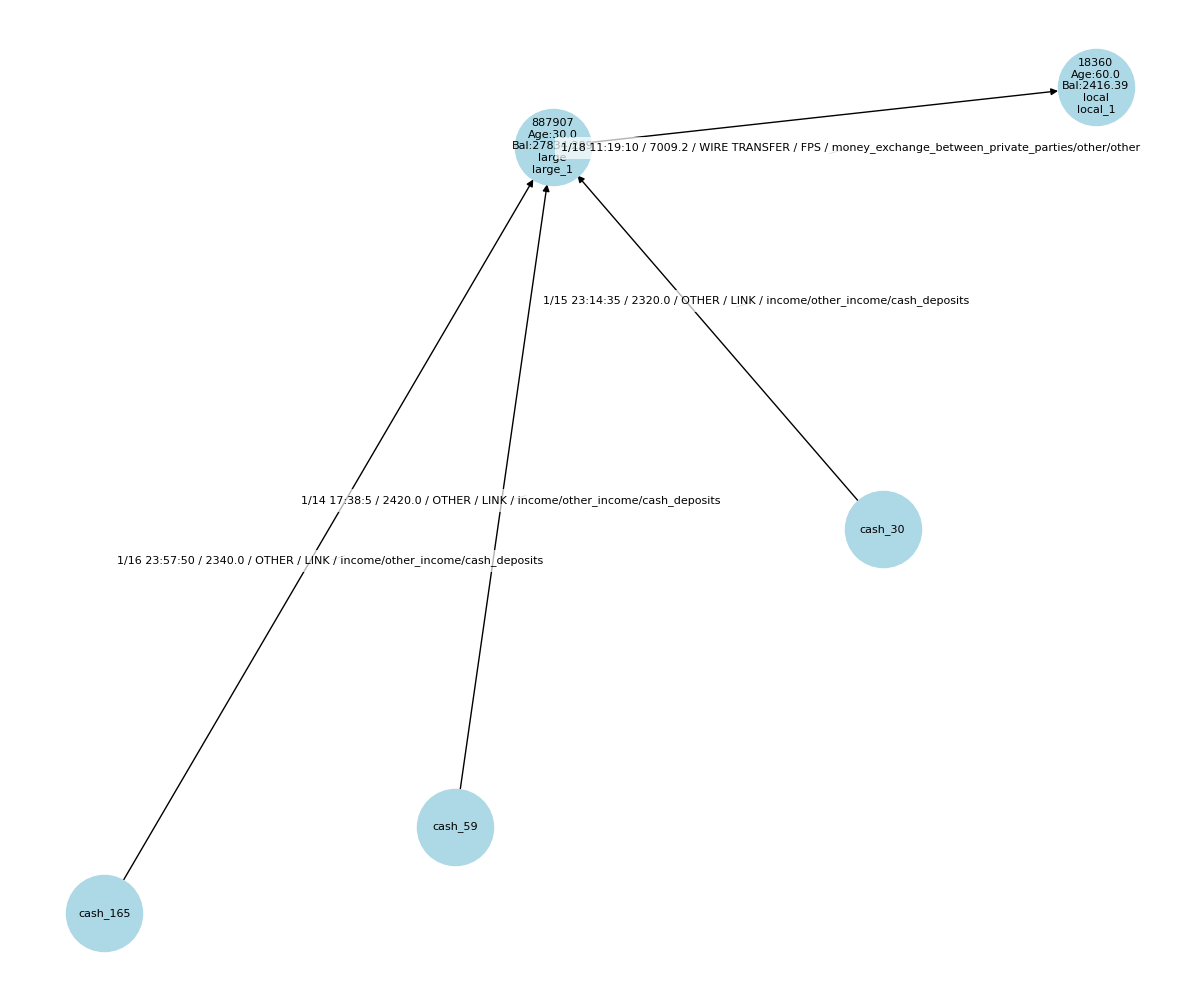 18360
Age:60.0
Bal:2416.39
local
local_1
887907
Age:30.0
large
large_1
1/18 11:19:10 / 7009.2 / WIRE TRANSFER / FPS / money_exchange_between_private_parties/other/other
1/15 23:14:35 / 2320.0 / OTHER / LINK / income/other_income/cash_deposits
1/14 17:38:5 / 2420.0 / OTHER / LINK / income/other_income/cash_deposits
cash_30
1/16 23:57:50 / 2340.0 / OTHER / LINK / income/other_income/cash_deposits
cash_59
cash_165